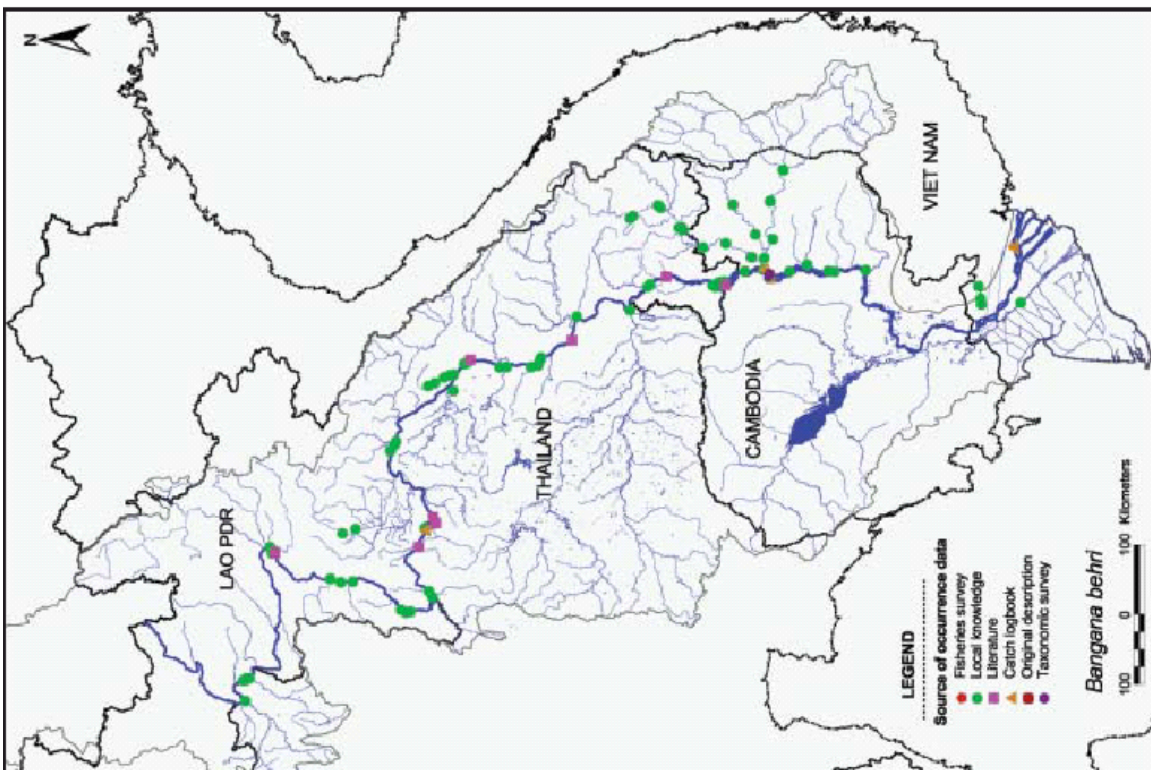 N
LAO PDR
THAILAND
CAMBODIA
VIET NAM
LEGEND
Source of occurrence data
Fisheries survey
Local knowledge
Literature
Catch logbook
Original description
Taxonomic survey
Bangana behri
100 0 100 Kilometers